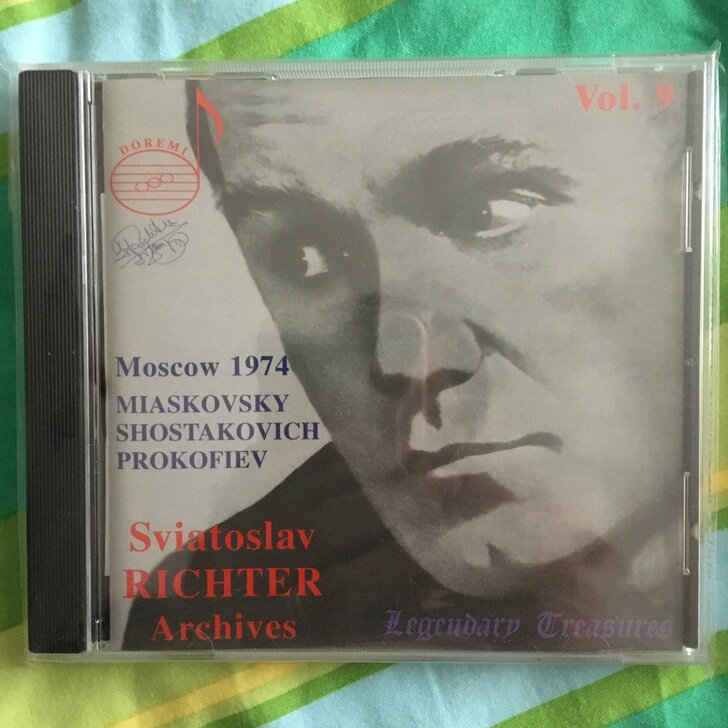 Vol. 9
DOREMI
Moscow 1974
MIASKOVSKY
SHOSTAKOVICH
PROKOFIEV
Sviatoslav
RICHTER
Archives
Legendary Treasures